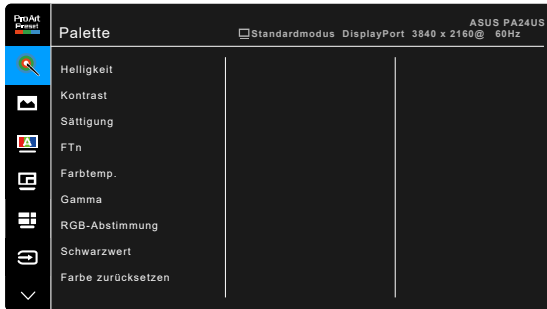 ProArt
Preset
Palette
ASUS PA24US
Standardmodus DisplayPort 3840 x 2160@ 60Hz
Helligkeit
Kontrast
Sättigung
FTn
Farbtemp.
Gamma
RGB-Abstimmung
Schwarzwert
Farbe zurücksetzen
A